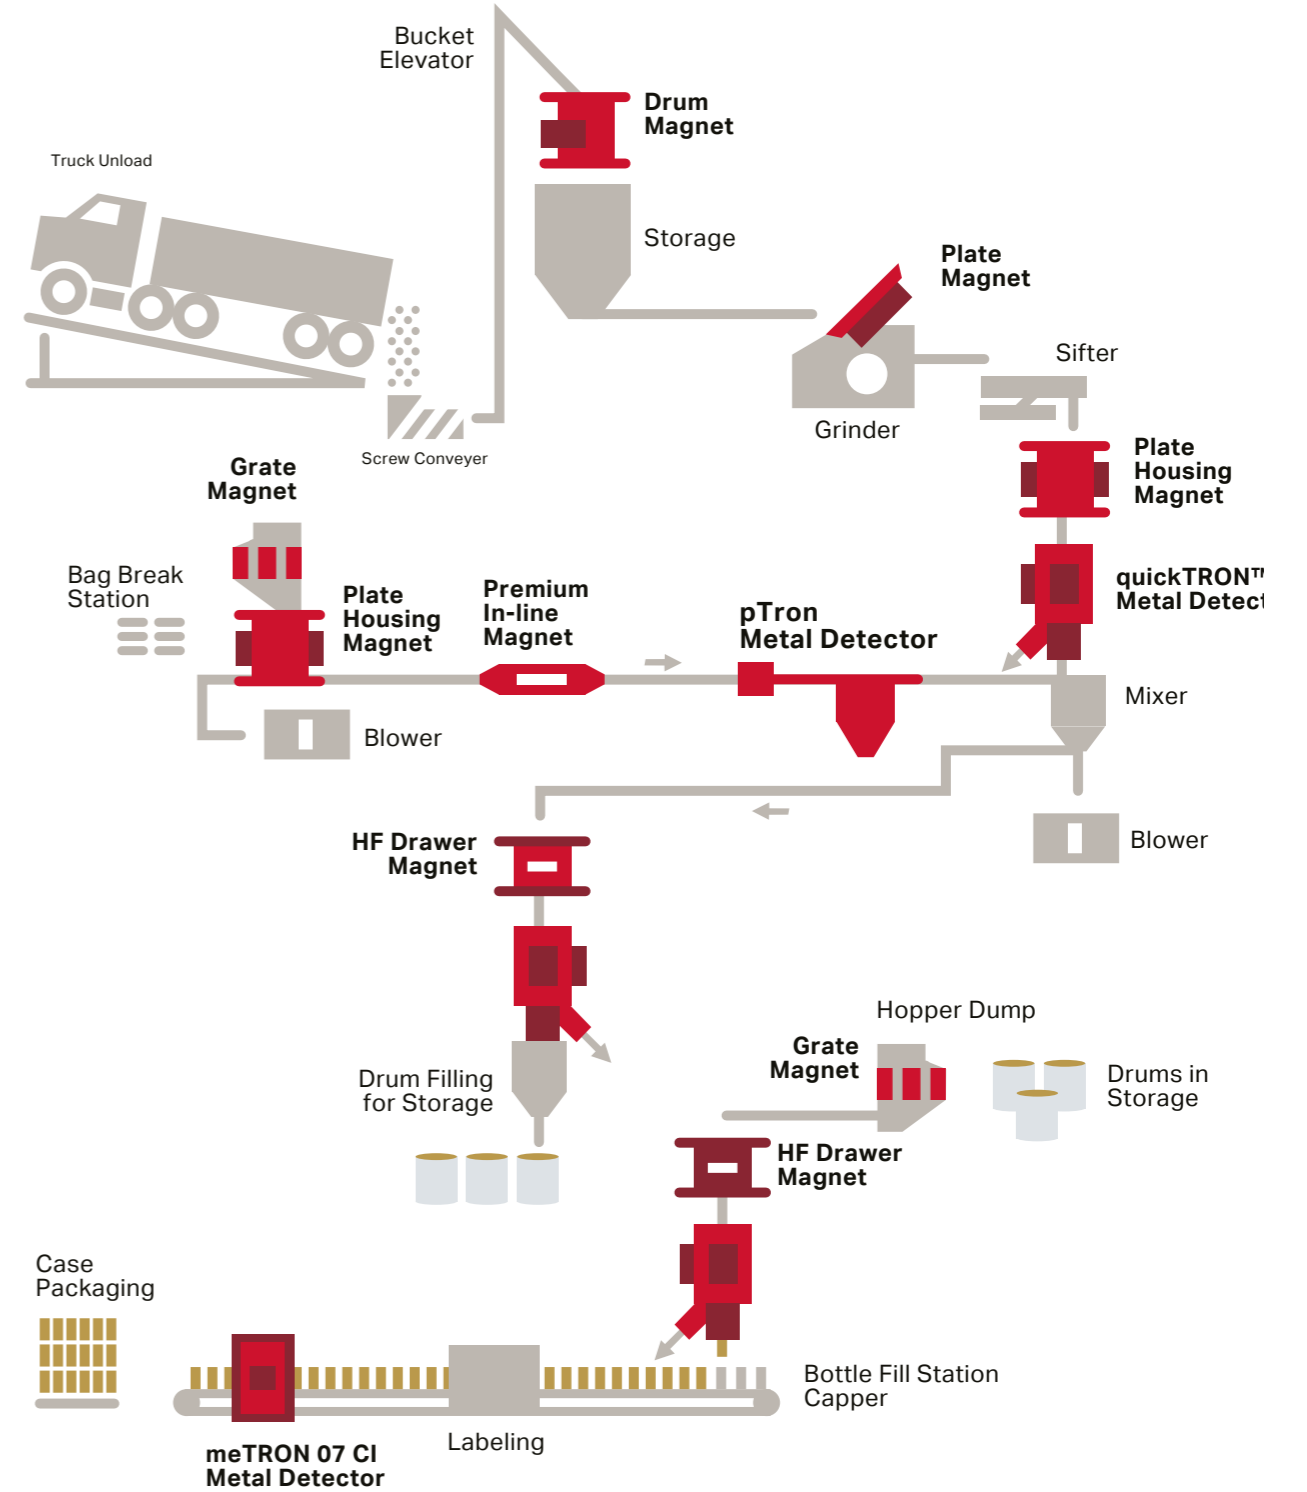 Bucket
Elevator
Drum
Magnet
Truck Unload
Storage
Plate
Magnet
Sifter
Grinder
Screw Conveyer
Grate
Magnet
Plate
Housing
Magnet
Bag Break
Station
Plate
Housing
Magnet
Premium
In-line
Magnet
pTron
Metal Detector
quickTRON™
Metal Detect
Mixer
Blower
HF Drawer
Magnet
Blower
Hopper Dump
Grate
Magnet
Drums in
Storage
Drum Filling
for Storage
HF Drawer
Magnet
Case
Packaging
Bottle Fill Station
Capper
Labeling
meTRON 07 CI
Metal Detector